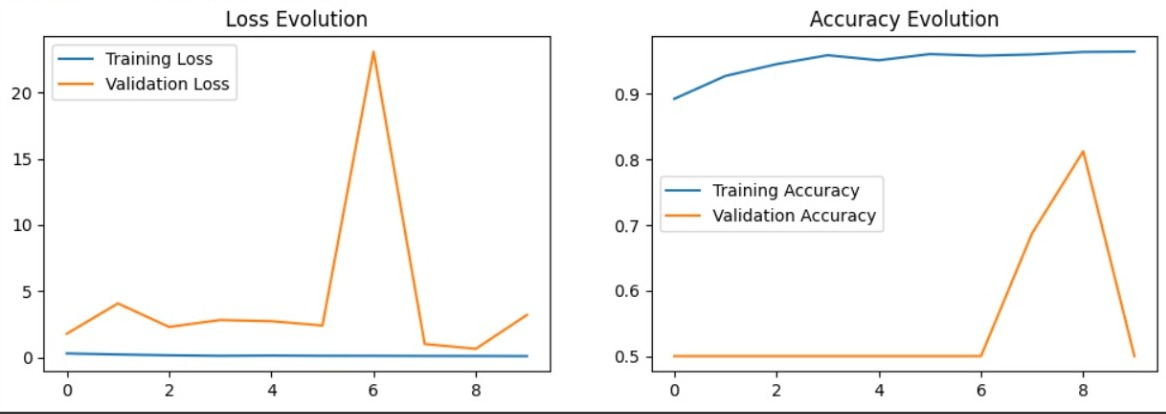 Loss Evolution
Training Loss
Validation Loss
20
15
10
5
0
0 2 4 6 8
Accuracy Evolution
0.9
0.8
Training Accuracy
Validation Accuracy
0.7
0.6
0.5
0 2 4 6 8